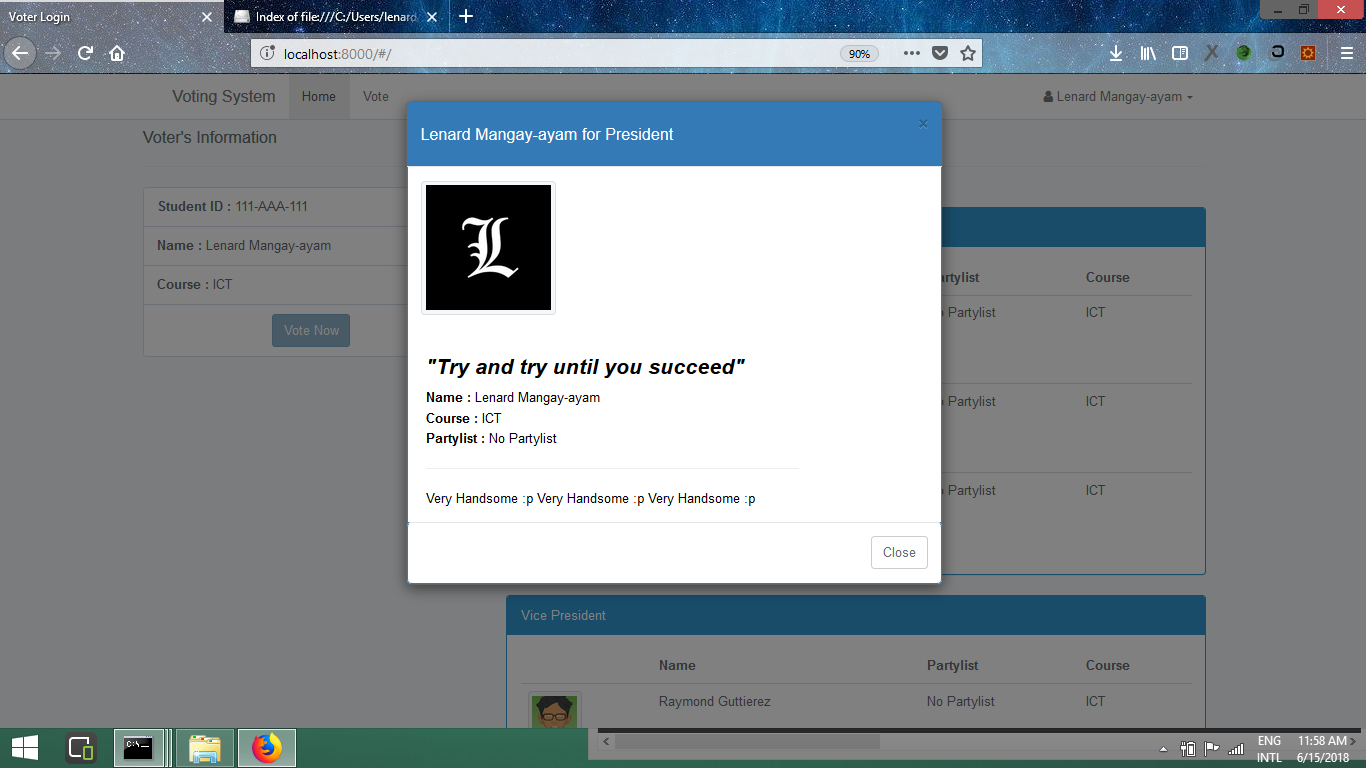 Voter Login
Index of file:///C:/Users/lenard
localhost:8000/#/
90%
Voting System
Home
Vote
Lenard Mangay-ayam
Voter's Information
Student ID : 111-AAA-111
Name : Lenard Mangay-ayam
Course : ICT
Vote Now
Lenard Mangay-ayam for President
×
L
"Try and try until you succeed"
Name : Lenard Mangay-ayam
Course : ICT
Partylist : No Partylist
Very Handsome :p Very Handsome :p Very Handsome :p
Close
Course
Partylist ICT
Partylist ICT
Partylist ICT
Vice President
Name Partylist Course
Raymond Guttierez No Partylist ICT
C:\
ENG 11:58 AM
INTL 6/15/2018